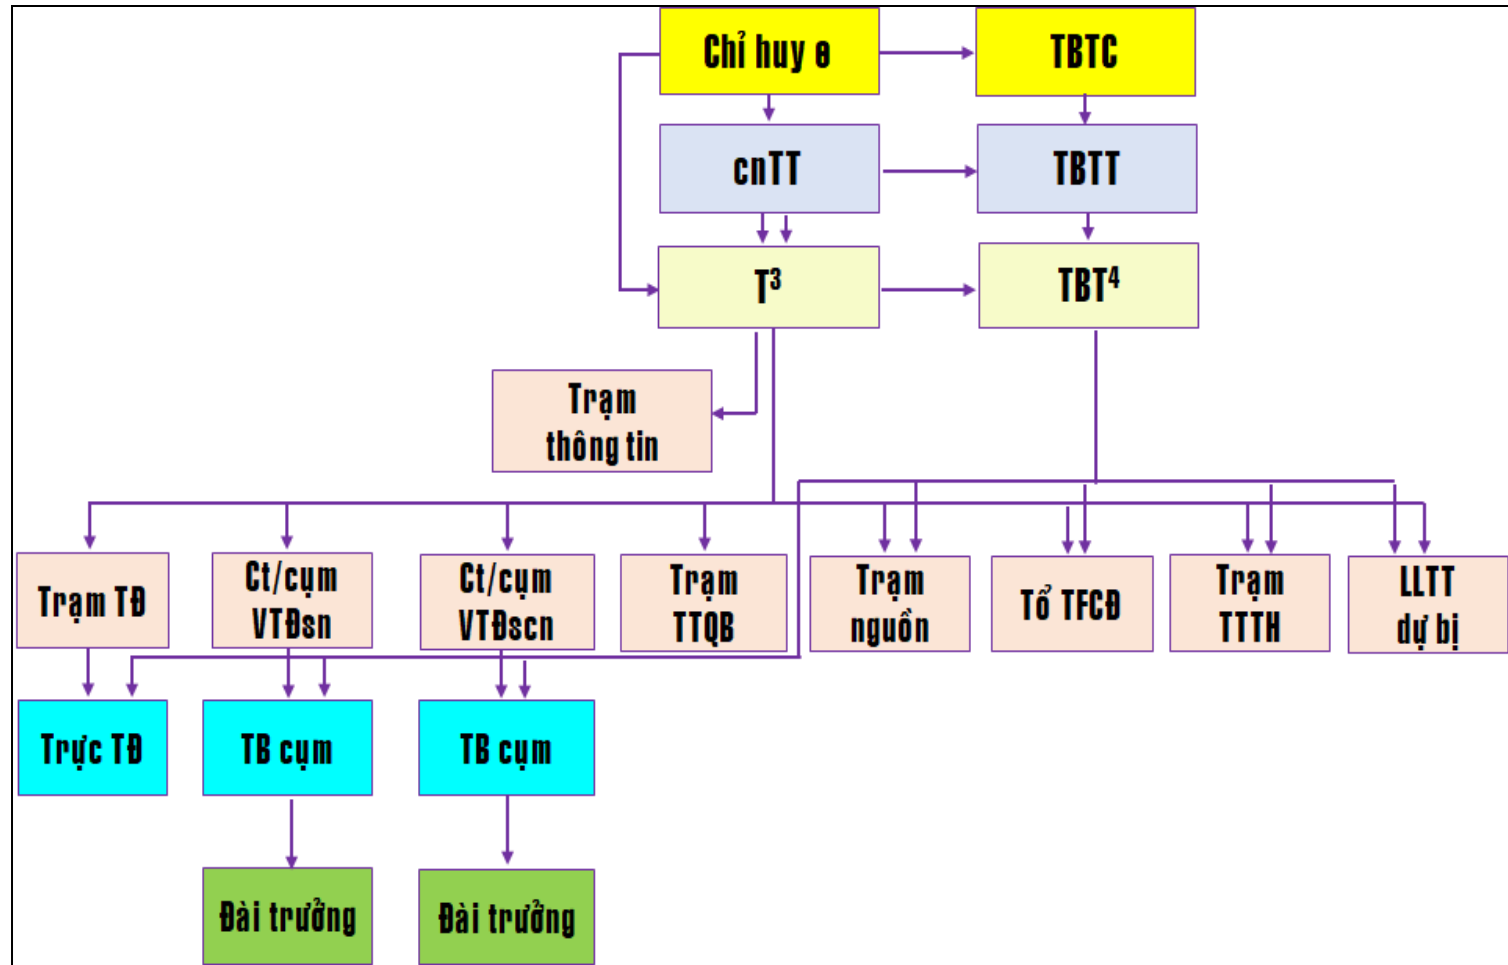 Chỉ huy ɵ
TBTC
cnTT
TBTT
T³
TBT⁴
Trạm
thông tin
Trạm TĐ
Ct/cụm
VTĐsn
Ct/cụm
VTĐscn
Trạm
TTQB
Trạm
nguồn
Tổ TFCĐ
Trạm
TTTH
LLTT
dự bị
Trực TĐ
TB cụm
TB cụm
Đài trưởng
Đài trưởng